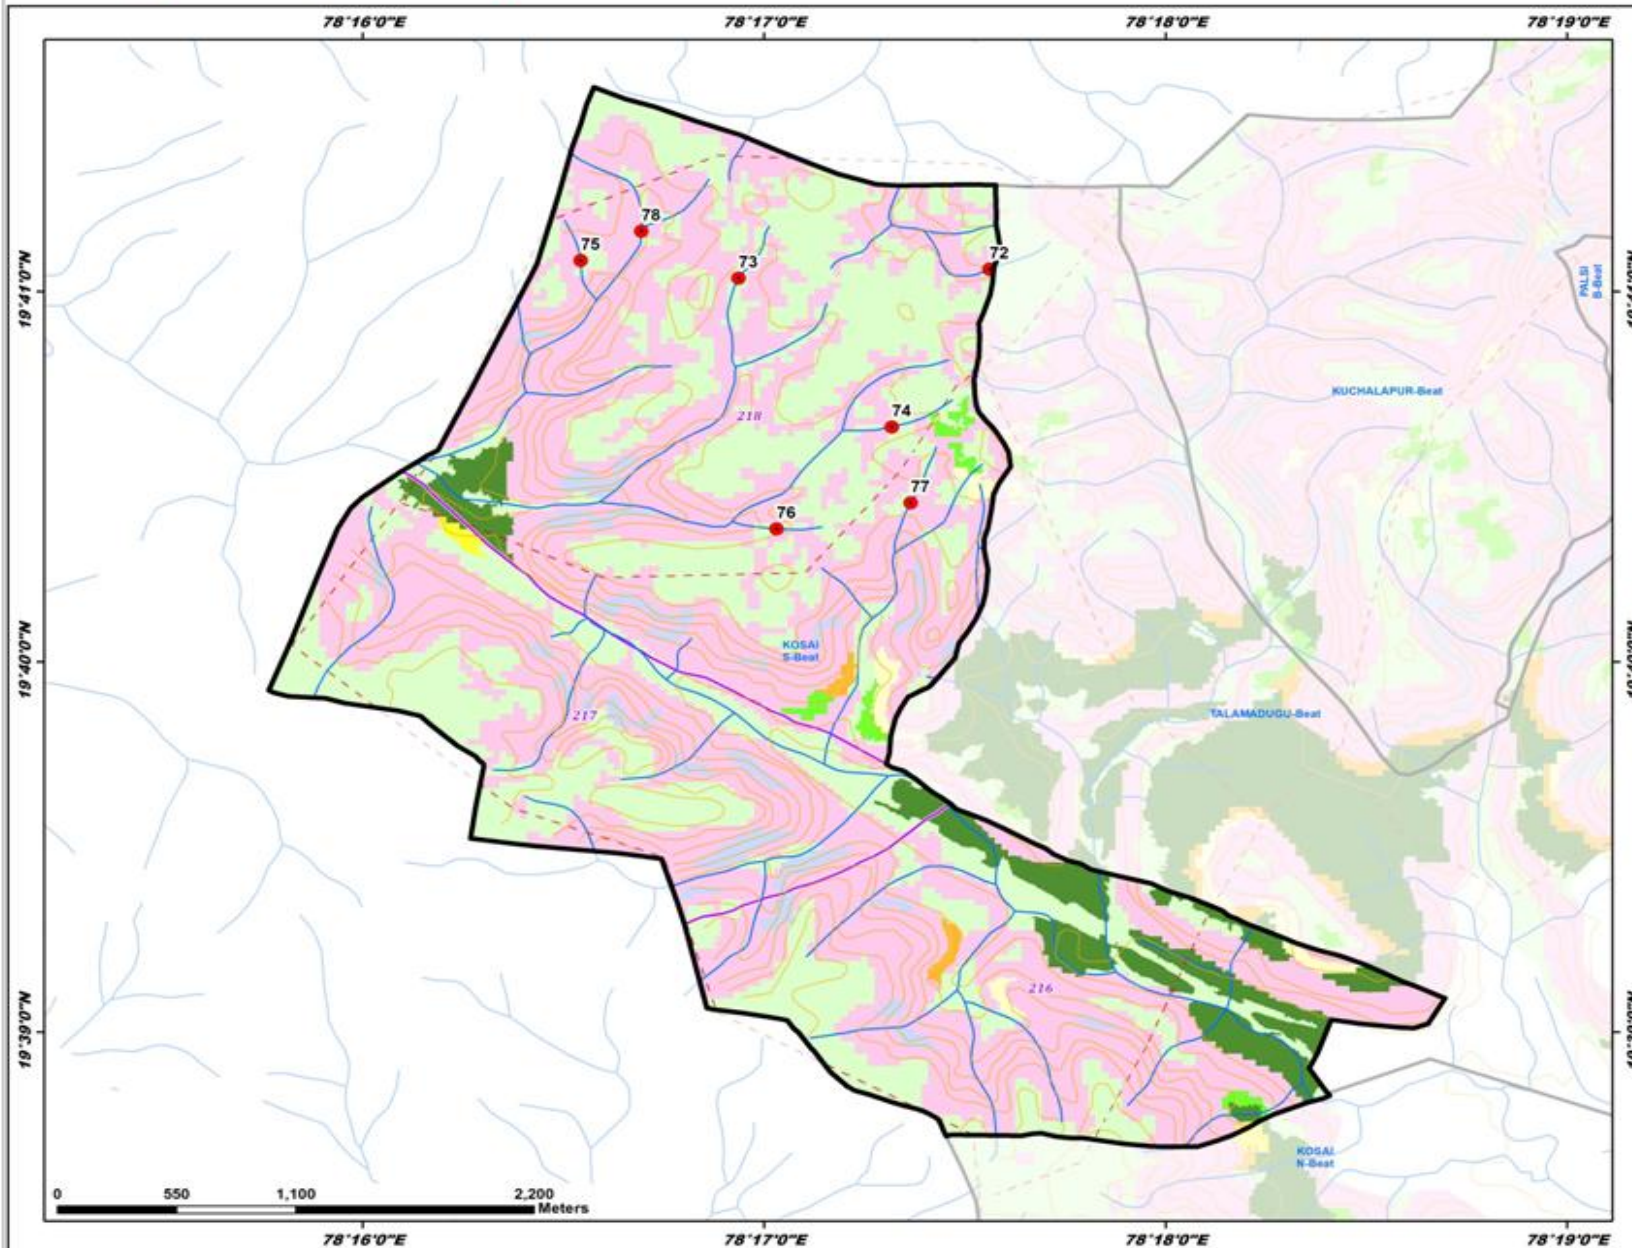 78°16'0"E 78°17'0"E 78°18'0"E 78°19'0"E
78
75
73
72
19°41'0"N
PALSI
B-Beat
KUCHALAPUR-Beat
74
218
77
76
19°40'0"N
KOSAI
S-Beat
217
TALAMADUGU-Beat
216
19°39'0"N
KOSAI
N-Beat
0 550 1,100 2,200
Meters
78°16'0"E 78°17'0"E 78°18'0"E 78°19'0"E